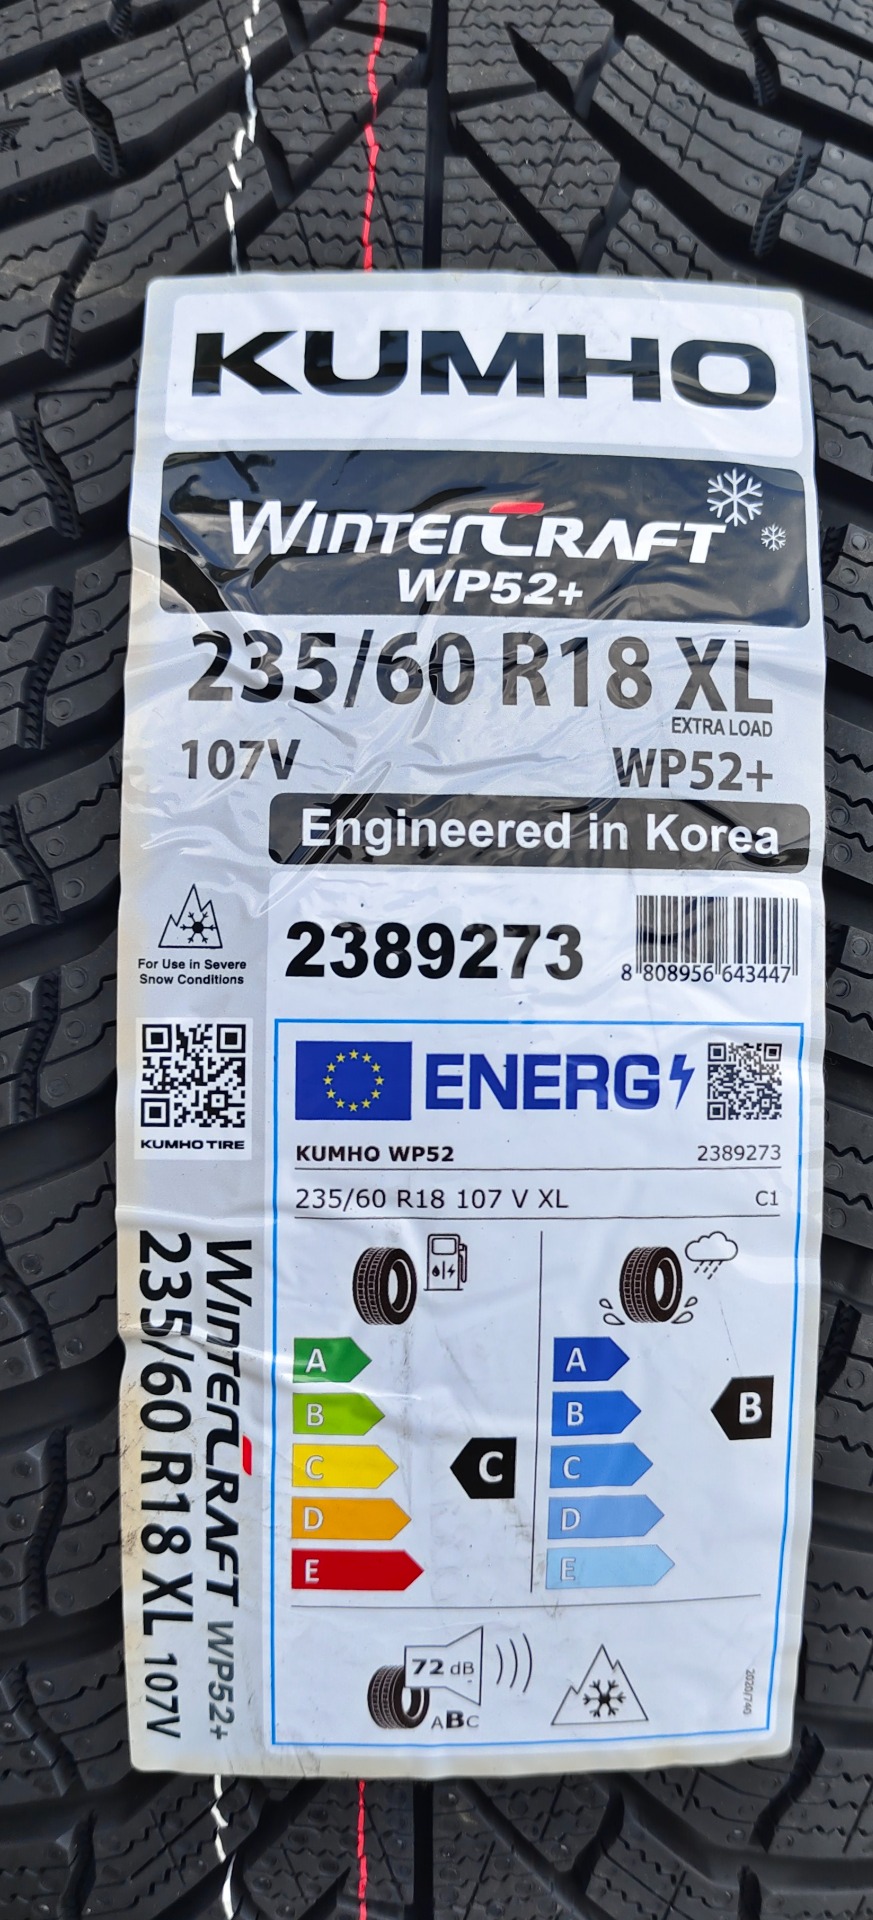 KUMHO
WINTERCRAFT
WP52+
235/60 R18 XL
EXTRA LOAD
107V WP52+
Engineered in Korea
2389273
8 808956 643447
For Use in Severe
Snow Conditions
KUMHO TIRE
ENERG
KUMHO WP52 2389273
235/60 R18 107 V XL C1
A A
B B B
C C C
D D
E E
72 dB
ABC
2020/740
WINTERCRAFT WP52+
235/60 R18 XL 107V